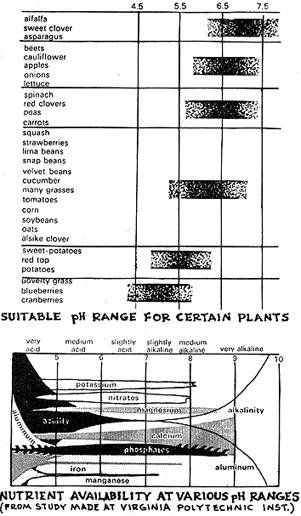 4.5 5.5 6.5 7.5
alfalfa
sweet clover
asparagus
beets
cauliflower
apples
onions
lettuce
spinach
red clovers
peas
carrots
squash
strawberries
lima beans
snap beans
velvet beans
cucumber
many grasses
tomatoes
corn
soybeans
oats
alsike clover
sweet-potatoes
red top
potatoes
poverty grass
blueberries
cranberries
SUITABLE pH RANGE FOR CERTAIN PLANTS
very acid
medium acid
slightly acid
slightly alkaline
medium alkaline
very alkaline
5 6 7 8 9 10
potassium
nitrates
magnesium
alkalinity
aluminum
acidity
calcium
phosphates
iron
aluminum
manganese
NUTRIENT AVAILABILITY AT VARIOUS pH RANGES
(FROM STUDY MADE AT VIRGINIA POLYTECHNIC INST.)